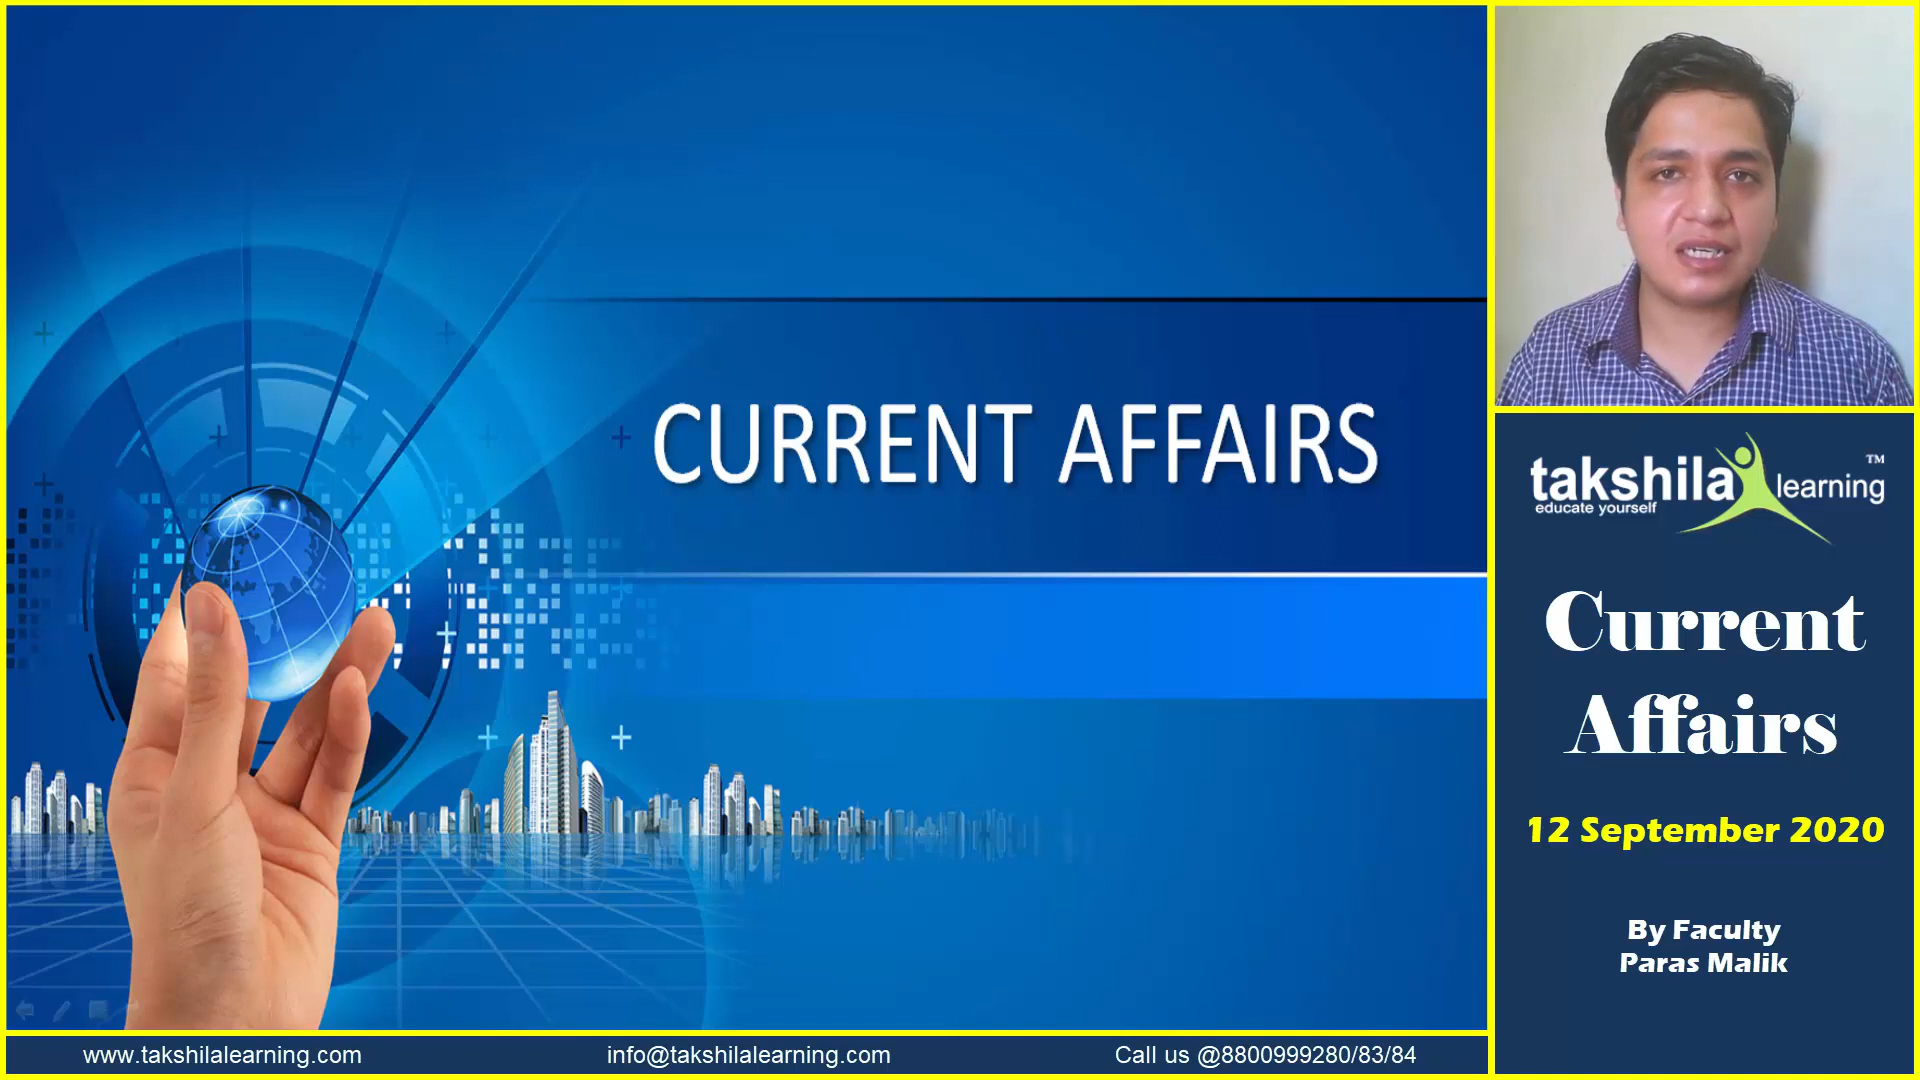 CURRENT AFFAIRS
takshila learning ™
educate yourself
Current
Affairs
12 September 2020
By Faculty
Paras Malik
www.takshilalearning.com
info@takshilalearning.com
Call us @8800999280/83/84